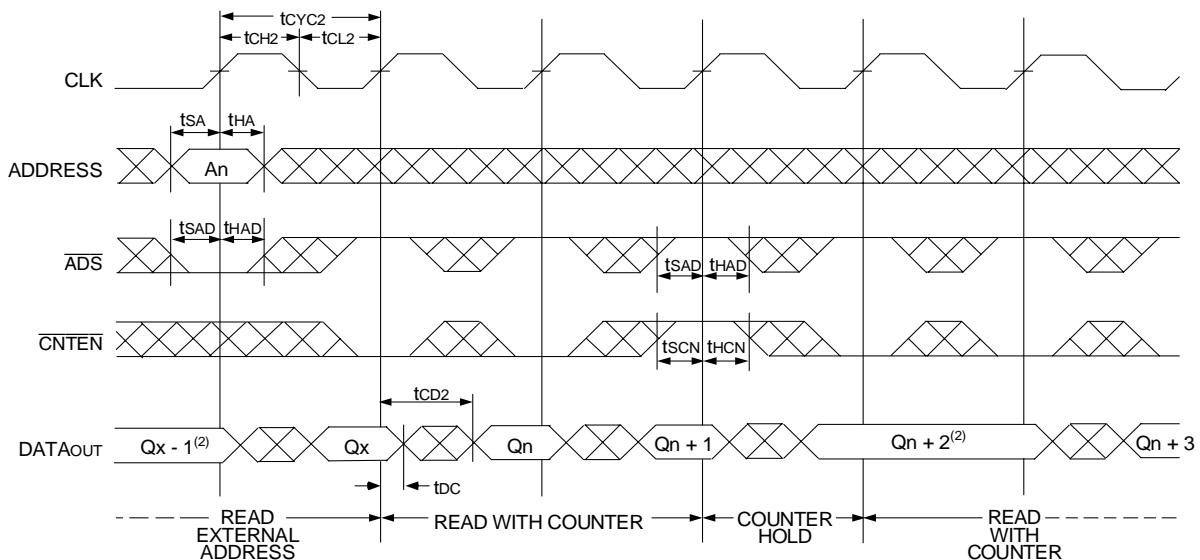 tCYC2
tCH2 tCL2
CLK
tSA tHA
ADDRESS An
tSAD tHAD
ADS
tSAD tHAD
CNTEN
tSCN tHCN
tCD2
DATAOUT Qx - 1(2) Qx Qn Qn + 1 Qn + 2(2) Qn + 3
tDC
READ EXTERNAL ADDRESS
READ WITH COUNTER
COUNTER HOLD
READ WITH COUNTER